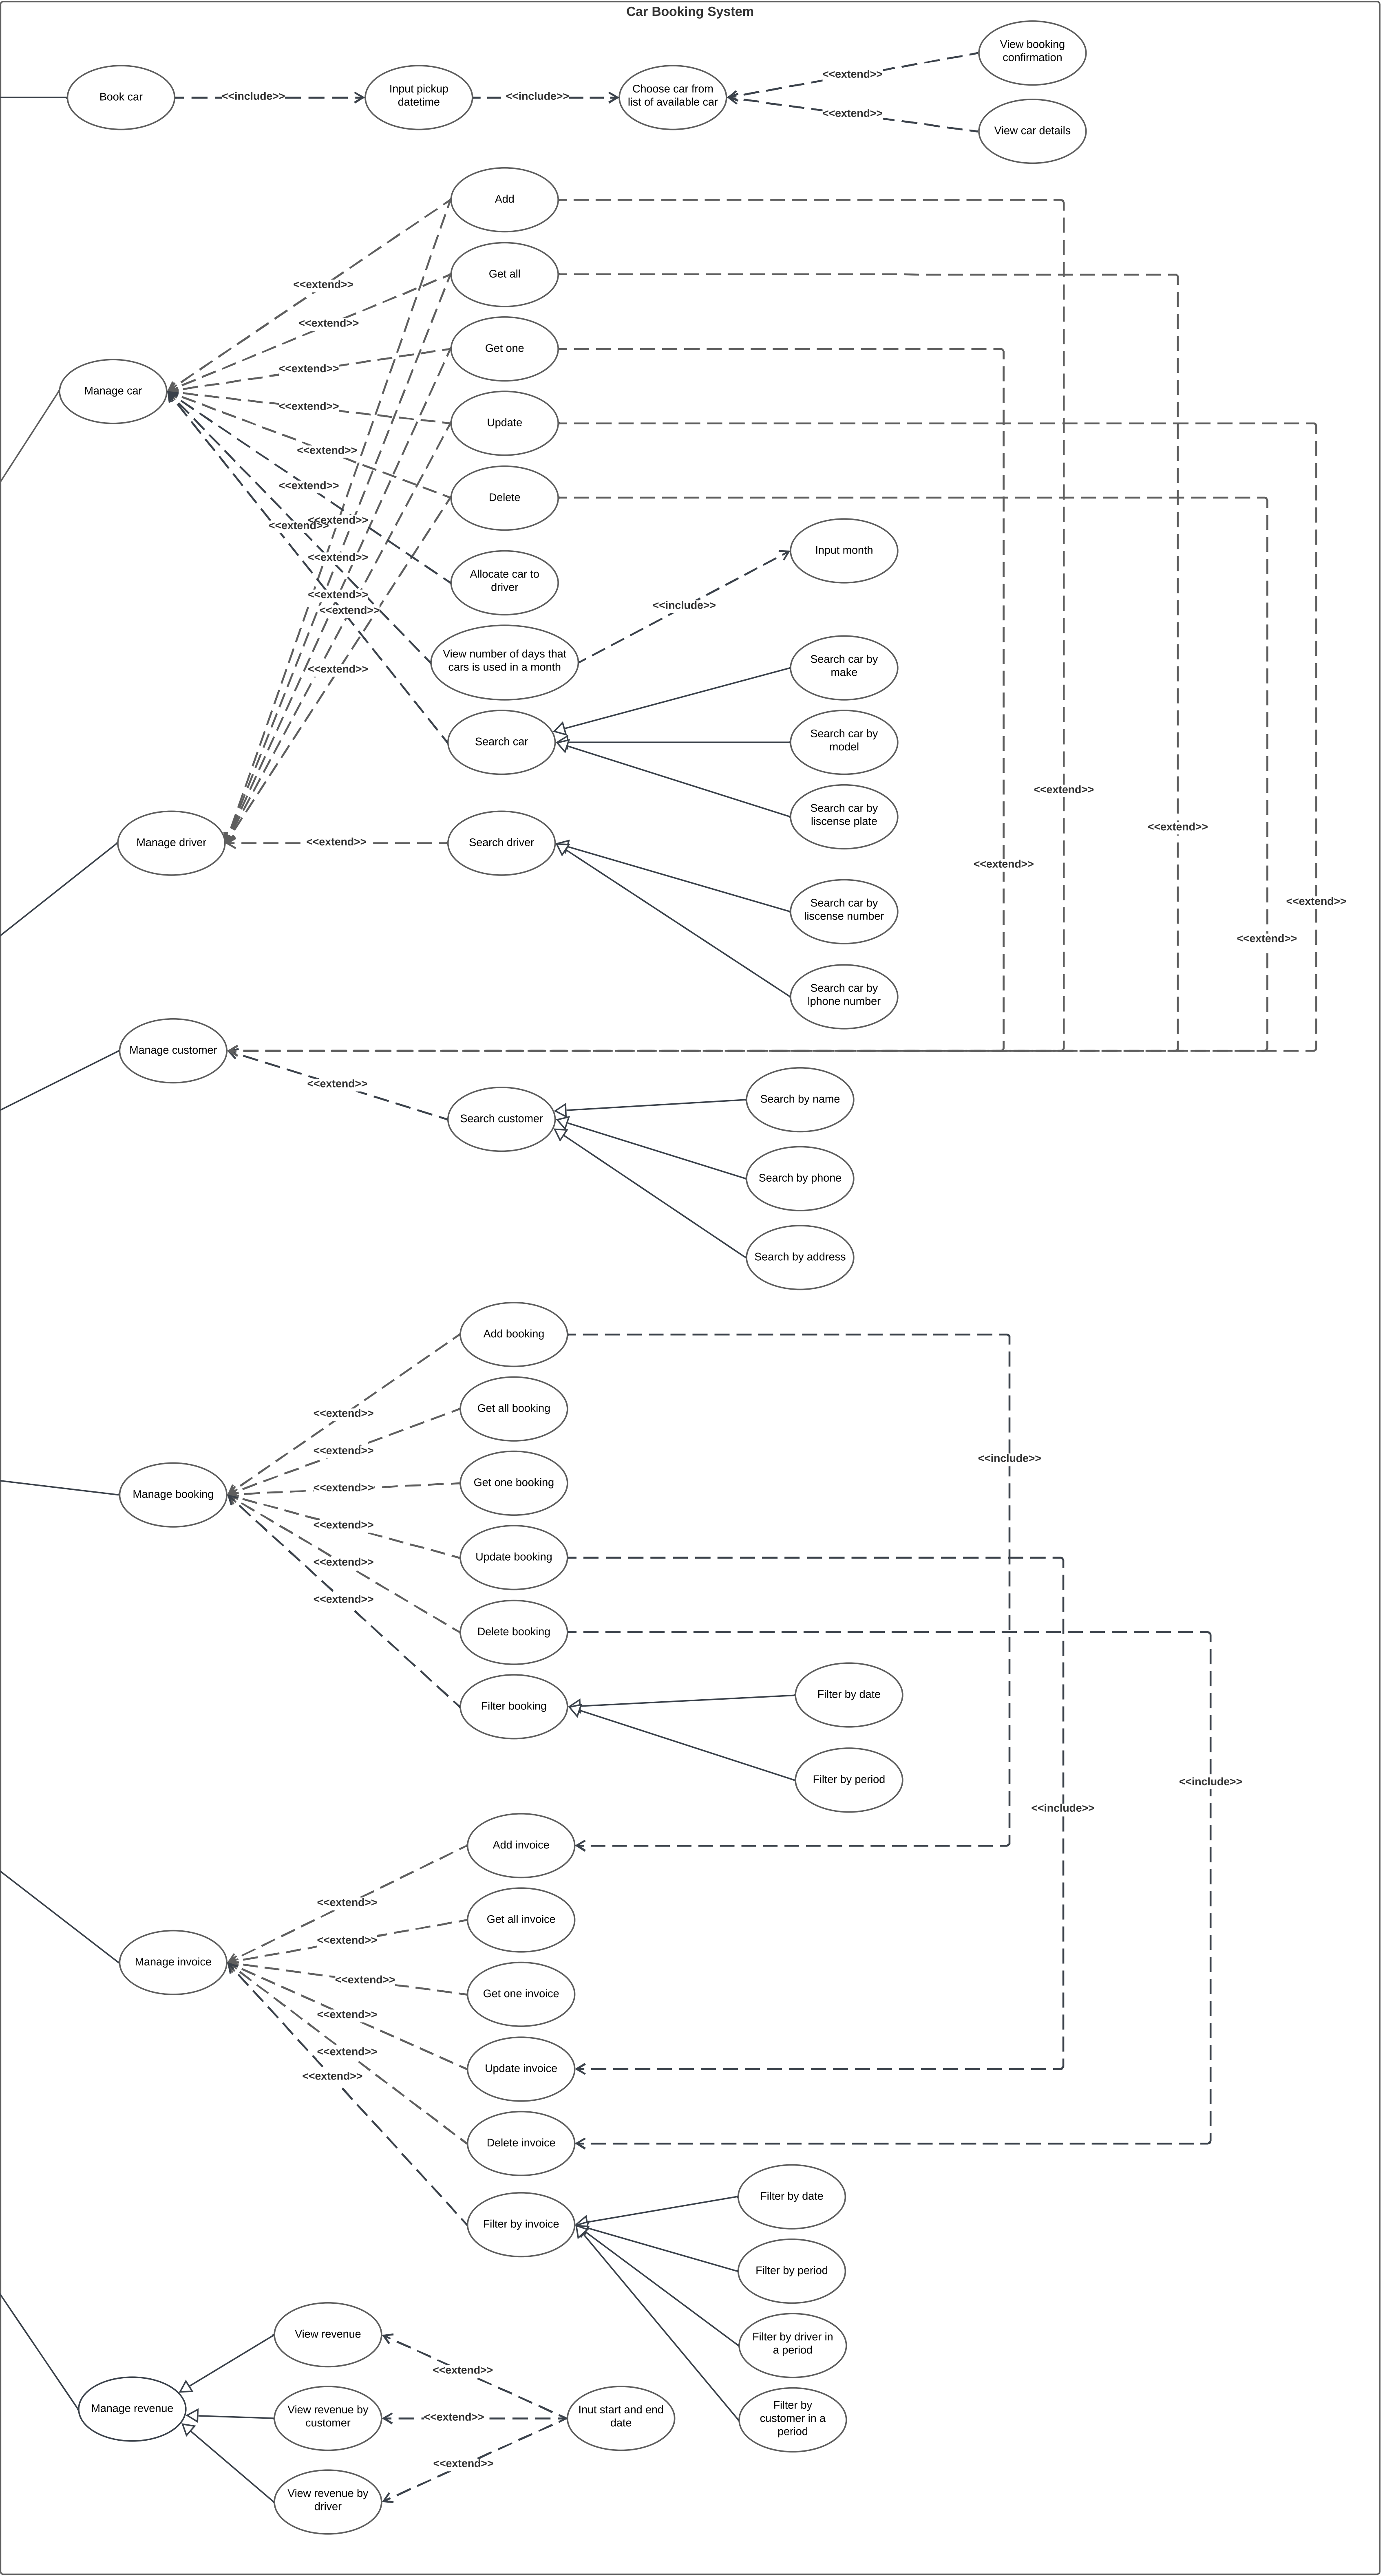 Car Booking System
View booking
confirmation
<<extend>>
Book car
<<include>>
Input pickup
datetime
<<include>>
Choose car from
list of available car
<<extend>>
View car details
Add
Get all
<<extend>>
<<extend>>
Get one
<<extend>>
Manage car
<<extend>>
Update
<<extend>>
<<extend>>
Delete
<<extend>>
<<extend>>
Input month
<<extend>>
Allocate car to
driver
<<extend>>
<<extend>>
<<include>>
View number of days that
cars is used in a month
<<extend>>
Search car by
make
Search car
Search car by
model
<<extend>>
Search car by
liscense plate
<<extend>>
Manage driver
<<extend>>
Search driver
<<extend>>
<<extend>>
Search car by
liscense number
<<extend>>
Search car by
lphone number
Manage customer
<<extend>>
Search customer
Search by name
Search by phone
Search by address
Add booking
<<extend>>
Get all booking
<<extend>>
<<include>>
Manage booking
<<extend>>
Get one booking
<<extend>>
Update booking
<<extend>>
<<extend>>
Delete booking
Filter booking
Filter by date
Filter by period
<<include>>
<<include>>
Add invoice
<<extend>>
Get all invoice
<<extend>>
Manage invoice
<<extend>>
Get one invoice
<<extend>>
<<extend>>
Update invoice
<<extend>>
Delete invoice
Filter by date
Filter by invoice
Filter by period
View revenue
Filter by driver in
a period
<<extend>>
Manage revenue
View revenue by
customer
<<extend>>
Inut start and end
date
Filter by
customer in a
period
<<extend>>
View revenue by
driver